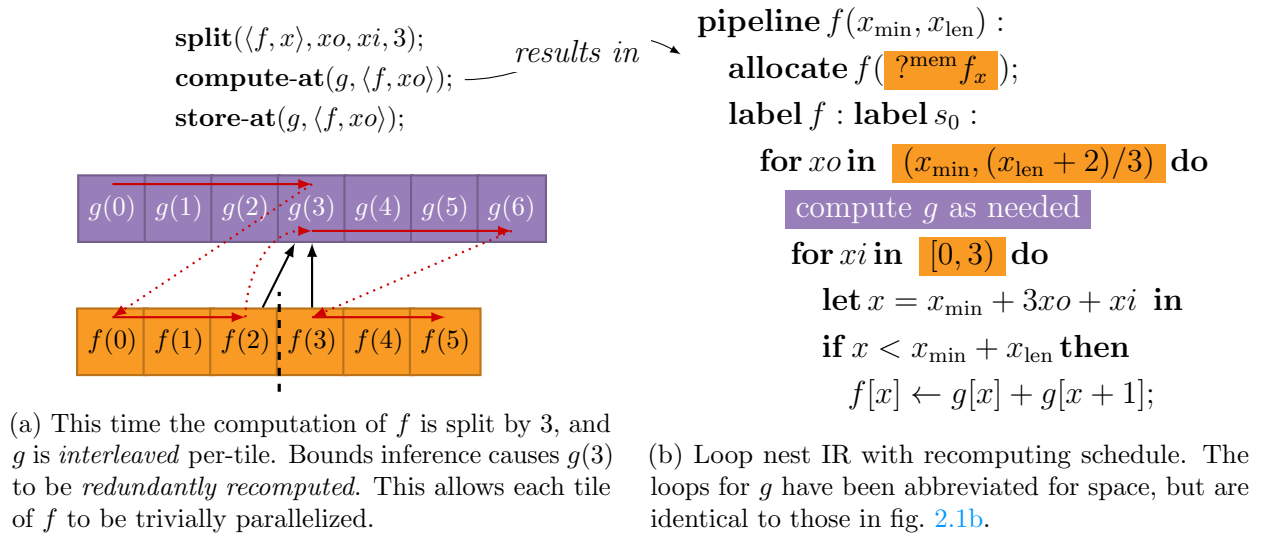 split(⟨f, x⟩, xo, xi, 3);
compute-at(g, ⟨f, xo⟩);
store-at(g, ⟨f, xo⟩);
results in
g(0) g(1) g(2) g(3) g(4) g(5) g(6)
f(0) f(1) f(2) f(3) f(4) f(5)
(a) This time the computation of f is split by 3, and
g is interleaved per-tile. Bounds inference causes g(3)
to be redundantly recomputed. This allows each tile
of f to be trivially parallelized.
pipeline f(x_min, x_len) :
allocate f( ?^mem f_x );
label f : label s_0 :
for xo in (x_min, (x_len + 2)/3) do
compute g as needed
for xi in [0, 3) do
let x = x_min + 3xo + xi in
if x < x_min + x_len then
f[x] ← g[x] + g[x + 1];
(b) Loop nest IR with recomputing schedule. The
loops for g have been abbreviated for space, but are
identical to those in fig. 2.1b.